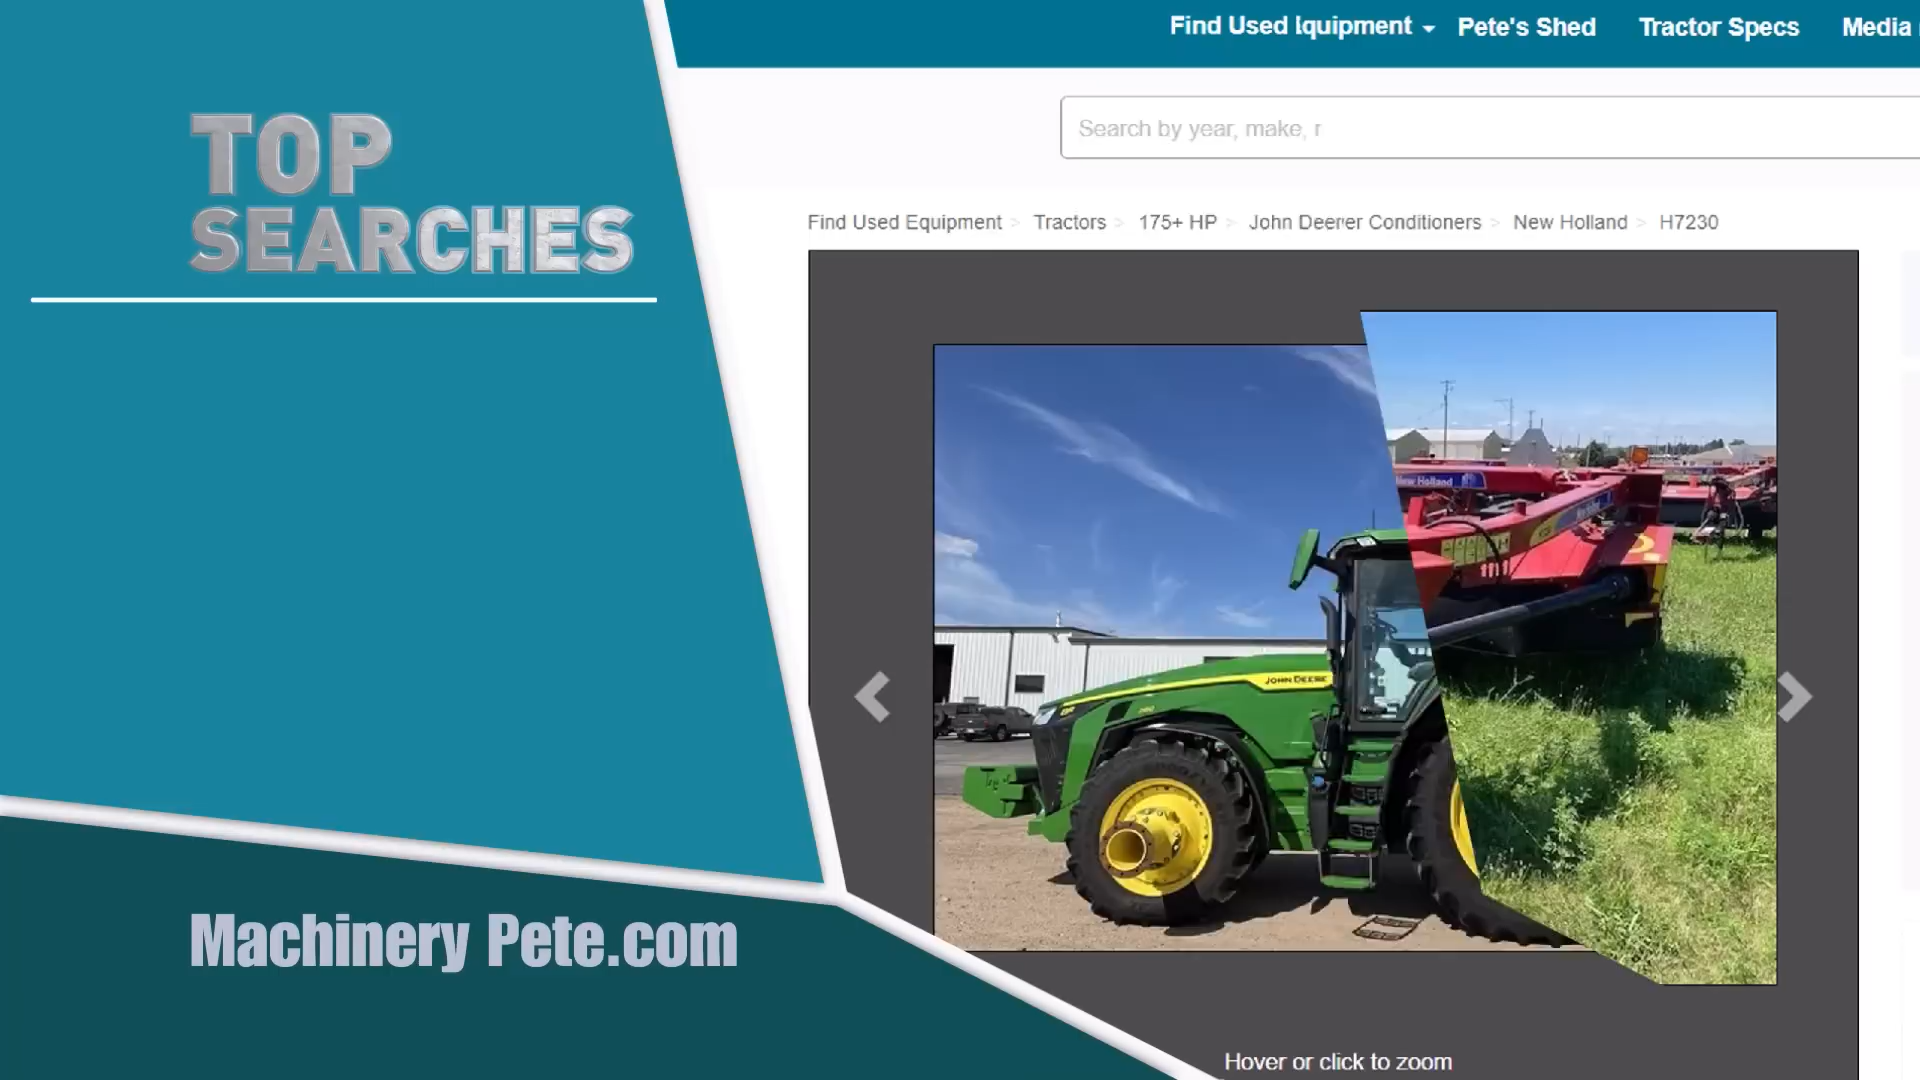 TOP
SEARCHES
Machinery Pete.com
Find Used Equipment
Pete's Shed
Tractor Specs
Media
Search by year, make, r
Find Used Equipment > Tractors > 175+ HP > John Deerer Conditioners > New Holland > H7230
New Holland
JOHN DEERE
Hover or click to zoom